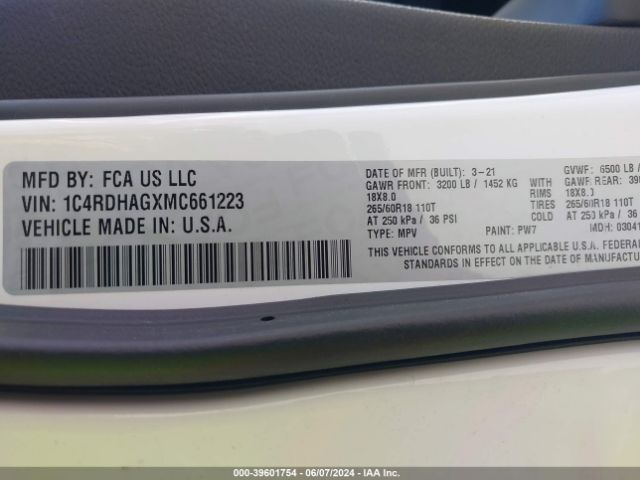 MFD BY: FCA US LLC
VIN: 1C4RDHAGXMC661223
VEHICLE MADE IN: U.S.A.
DATE OF MFR (BUILT): 3-21
GVWF: 6500 LB /
GAWR FRONT: 3200 LB / 1452 KG
GAWF REAR:
18X8.0
RIMS
18X8.0
265/60R18 110T
TIRES
265/60R18 110T
AT 250 kPa / 36 PSI
COLD
AT 250 kPa / 36
TYPE: MPV
PAINT: PW7
MDH:
THIS VEHICLE CONFORMS TO ALL APPLICABLE U.S.A. FEDERAL
STANDARDS IN EFFECT ON THE DATE OF
000-39601754 - 06/07/2024 - IAAI.COM